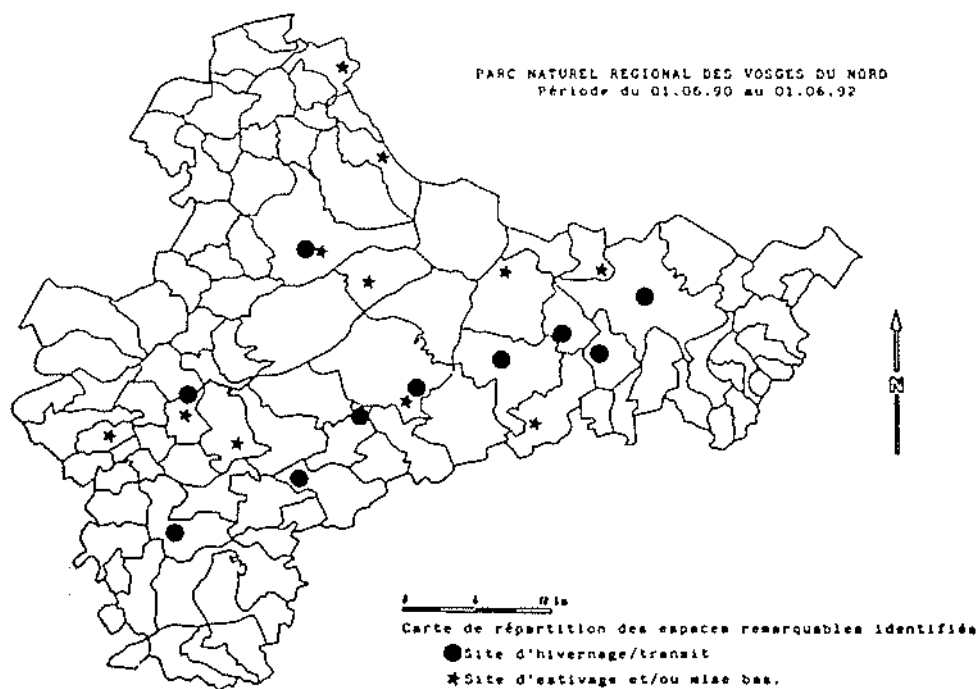 PARC NATUREL REGIONAL DES VOSGES DU NORD
Période du 01.06.90 au 01.06.92
N
Carte de répartition des espaces remarquables identifiés
Site d'hivernage/transit
Site d'estivage et/ou mise bas.